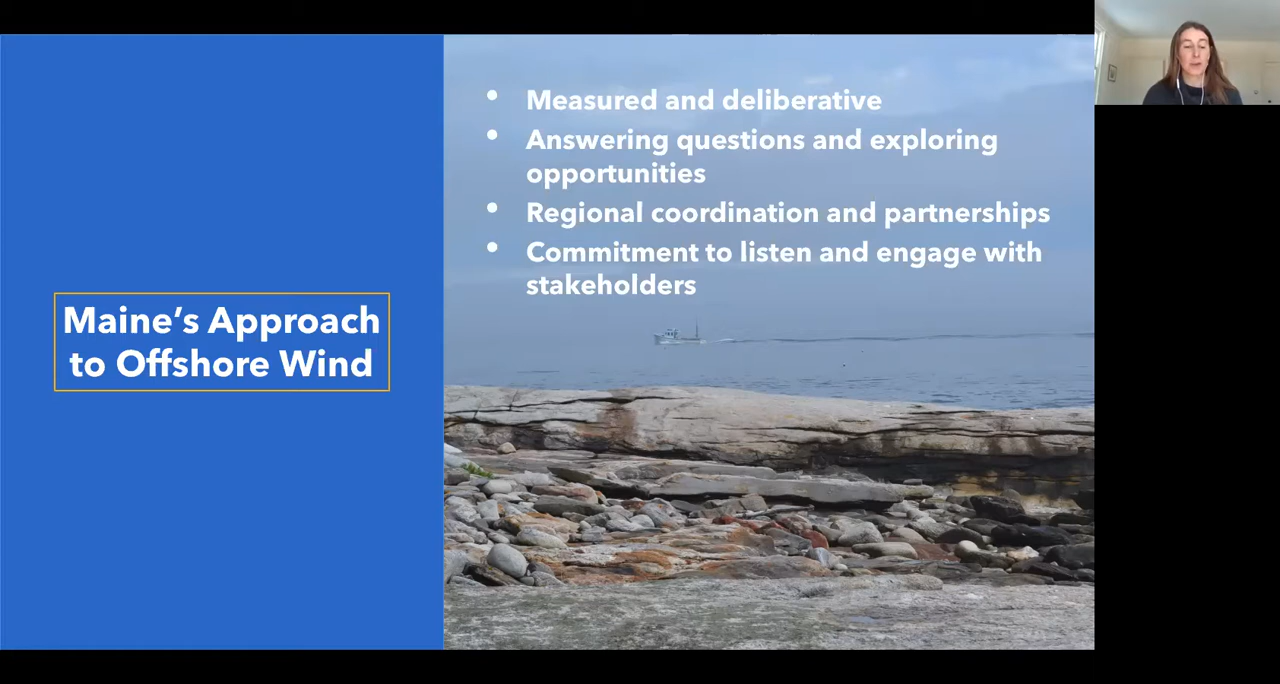 Maine’s Approach
to Offshore Wind
• Measured and deliberative
• Answering questions and exploring
opportunities
• Regional coordination and partnerships
• Commitment to listen and engage with
stakeholders